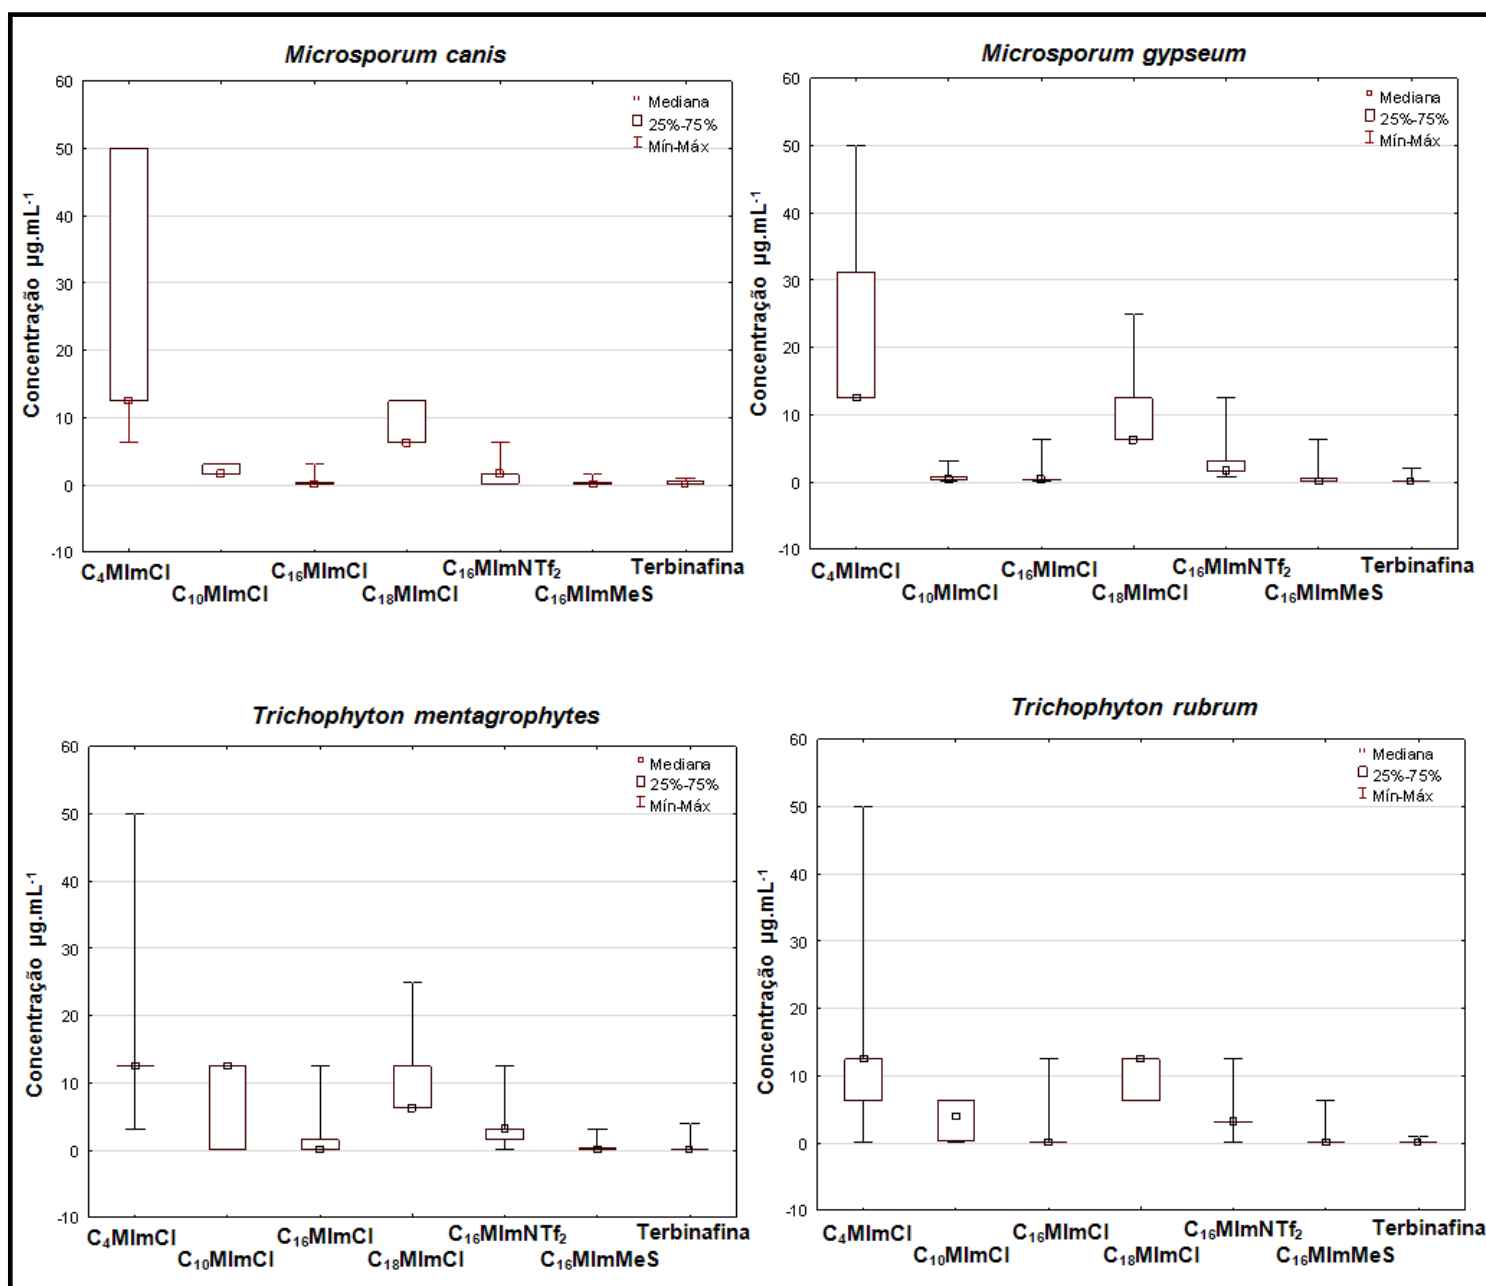 Microsporum canis
Concentração µg.mL⁻¹
60
50
40
30
20
10
0
-10
Mediana
25%-75%
Mín-Máx
C₄MImCl
C₁₀MImCl
C₁₆MImCl
C₁₈MImCl
C₁₆MImNTf₂
C₁₆MImMeS
Terbinafina
Microsporum gypseum
Concentração µg.mL⁻¹
60
50
40
30
20
10
0
-10
Mediana
25%-75%
Mín-Máx
C₄MImCl
C₁₀MImCl
C₁₆MImCl
C₁₈MImCl
C₁₆MImNTf₂
C₁₆MImMeS
Terbinafina
Trichophyton mentagrophytes
Concentração µg.mL⁻¹
60
50
40
30
20
10
0
-10
Mediana
25%-75%
Mín-Máx
C₄MImCl
C₁₀MImCl
C₁₆MImCl
C₁₈MImCl
C₁₆MImNTf₂
C₁₆MImMeS
Terbinafina
Trichophyton rubrum
Concentração µg.mL⁻¹
60
50
40
30
20
10
0
-10
Mediana
25%-75%
Mín-Máx
C₄MImCl
C₁₀MImCl
C₁₆MImCl
C₁₈MImCl
C₁₆MImNTf₂
C₁₆MImMeS
Terbinafina